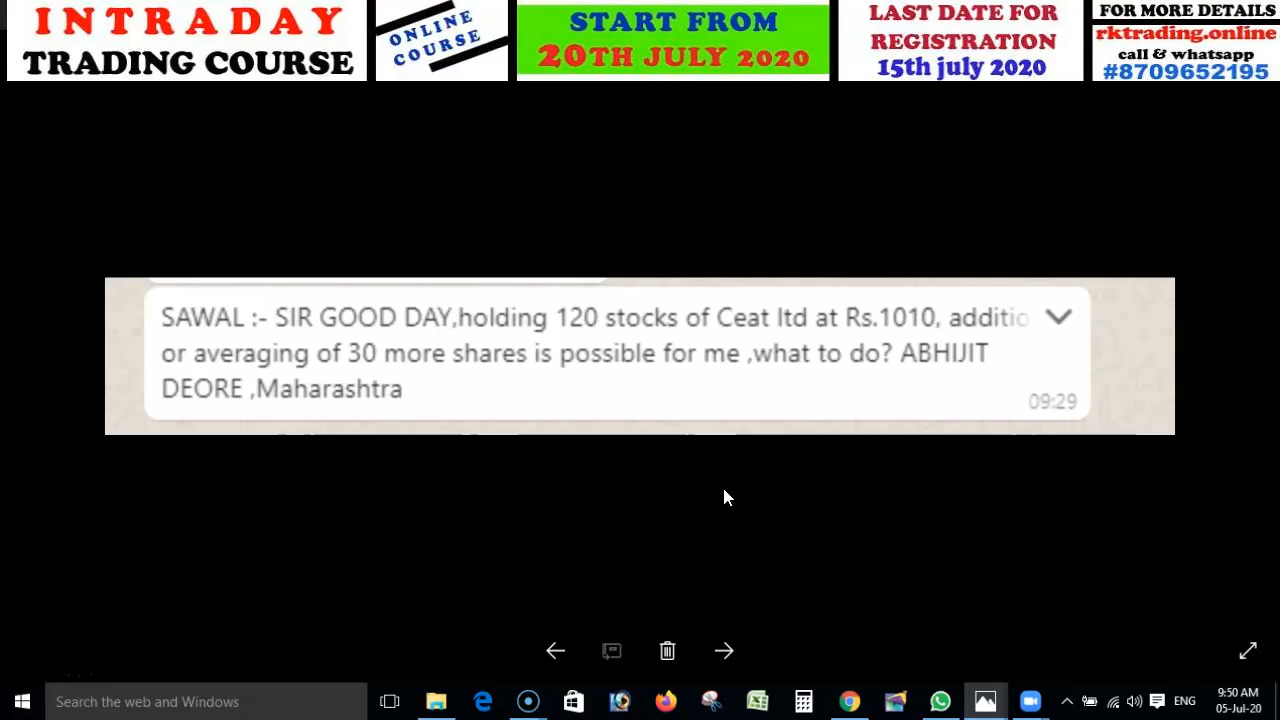 INTRADAY
TRADING COURSE
ONLINE
COURSE
START FROM
20TH JULY 2020
LAST DATE FOR
REGISTRATION
15th july 2020
FOR MORE DETAILS
rktrading.online
call & whatsapp
#8709652195
SAWAL :- SIR GOOD DAY,holding 120 stocks of Ceat ltd at Rs.1010, additio
or averaging of 30 more shares is possible for me ,what to do? ABHIJIT
DEORE ,Maharashtra
09:29
Search the web and Windows
ENG
9:50 AM
05-Jul-20